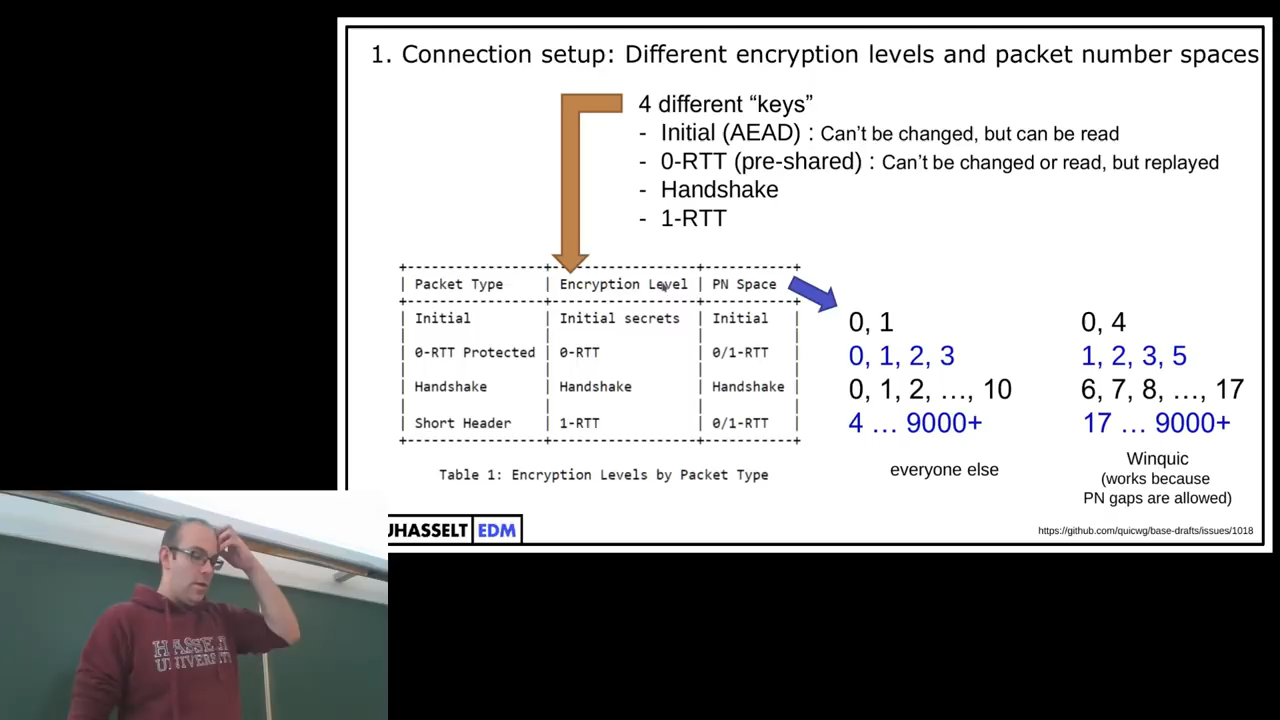 1. Connection setup: Different encryption levels and packet number spaces
4 different “keys”
- Initial (AEAD) : Can’t be changed, but can be read
- 0-RTT (pre-shared) : Can’t be changed or read, but replayed
- Handshake
- 1-RTT
Packet Type | Encryption Level | PN Space
Initial | Initial secrets | Initial
0-RTT Protected | 0-RTT | 0/1-RTT
Handshake | Handshake | Handshake
Short Header | 1-RTT | 0/1-RTT
Table 1: Encryption Levels by Packet Type
0, 1
0, 1, 2, 3
0, 1, 2, …, 10
4 … 9000+
everyone else
0, 4
1, 2, 3, 5
6, 7, 8, …, 17
17 … 9000+
Winquic
(works because
PN gaps are allowed)
UHASSELT EDM
https://github.com/quicwg/base-drafts/issues/1018
HASSELT
UNIVERSITY